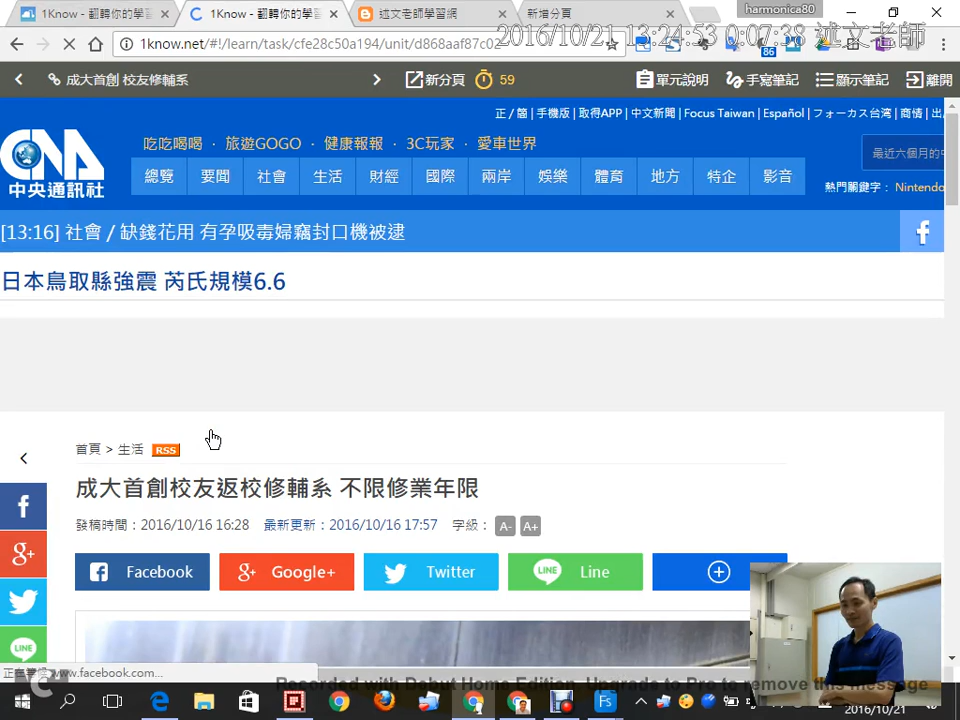 harmonica80
1Know - 翻轉你的學習
1Know - 翻轉你的學習
述文老師學習網
新增分頁
2016/10/21 13:24:53 0:07:38 述文老師
1know.net/#!/learn/task/cfe28c50a194/unit/d868aaf87c02
86
成大首創 校友修輔系
新分頁
59
單元說明
手寫筆記
顯示筆記
離開
正 / 簡 | 手機版 | 取得APP | 中文新聞 | Focus Taiwan | Español | フォーカス台湾 | 商情 | 出
CNA
中央通訊社
吃吃喝喝 · 旅遊GOGO · 健康報報 · 3C玩家 · 愛車世界
最近六個月的中
總覽 要聞 社會 生活 財經 國際 兩岸 娛樂 體育 地方 特企 影音
熱門關鍵字： Nintendo
[13:16] 社會 / 缺錢花用 有孕吸毒婦竊封口機被逮
日本鳥取縣強震 芮氏規模6.6
首頁 > 生活 RSS
成大首創校友返校修輔系 不限修業年限
發稿時間：2016/10/16 16:28 最新更新：2016/10/16 17:57 字級： A- A+
Facebook
Google+
Twitter
LINE Line
LINE
www.facebook.com...
Recorded with Debut Home Edition. Upgrade to Pro to remove this message
2016/10/21